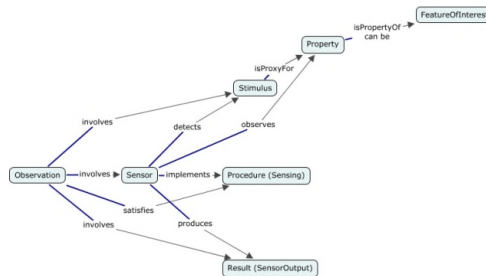 isPropertyOf
can be
FeatureOfInterest
Property
isProxyFor
Stimulus
involves
detects
observes
Observation
involves
Sensor
implements
Procedure (Sensing)
satisfies
involves
produces
Result (SensorOutput)